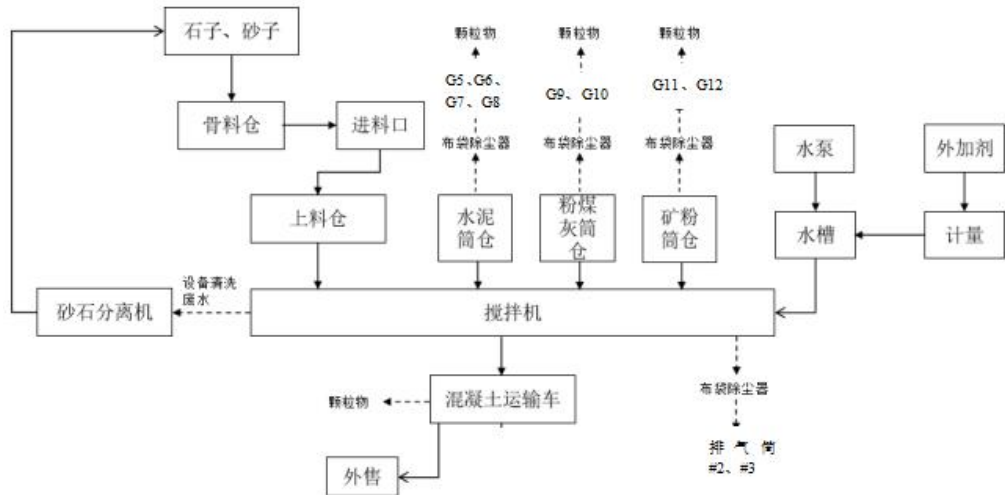 石子、砂子
颗粒物
颗粒物
颗粒物
G5、G6、
G7、G8
G9、G10
G11、G12
骨料仓
进料口
布袋除尘器
布袋除尘器
布袋除尘器
水泵
外加剂
上料仓
水泥
筒仓
粉煤
灰筒
仓
矿粉
筒仓
水槽
计量
设备清洗
废水
砂石分离机
搅拌机
颗粒物
混凝土运输车
布袋除尘器
外售
排气筒
#2、#3